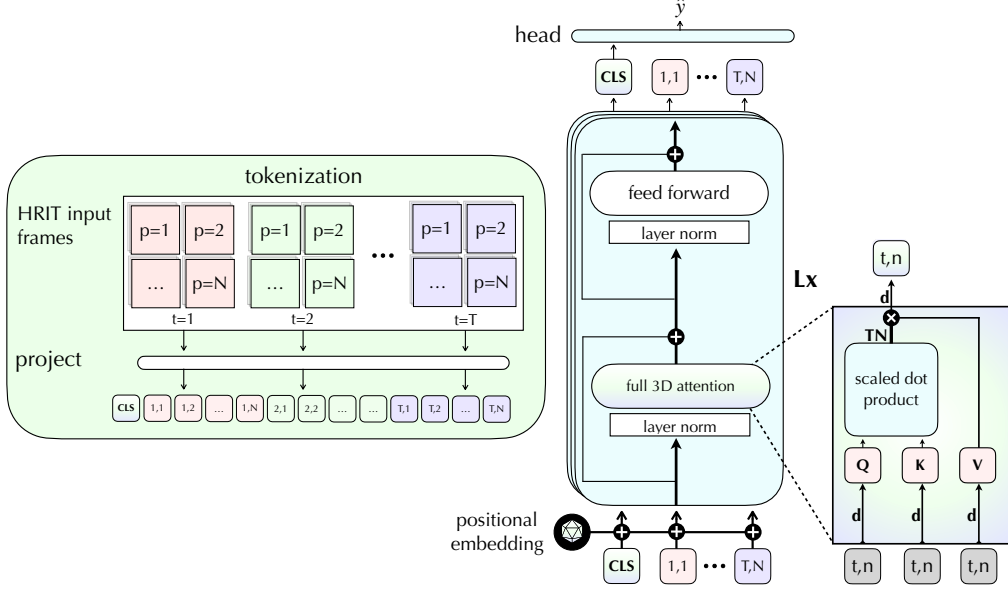 ŷ
head
CLS
1,1
...
T,N
tokenization
HRIT input
frames
p=1 p=2 p=1 p=2 p=1 p=2
...
... p=N ... p=N ... p=N
t=1 t=2 t=T
project
CLS 1,1 1,2 ... 1,N 2,1 2,2 ... ... T,1 T,2 ... T,N
feed forward
layer norm
Lx
full 3D attention
layer norm
positional
embedding
CLS
1,1
...
T,N
t,n
d
TN
scaled dot
product
Q K V
d d d
t,n t,n t,n